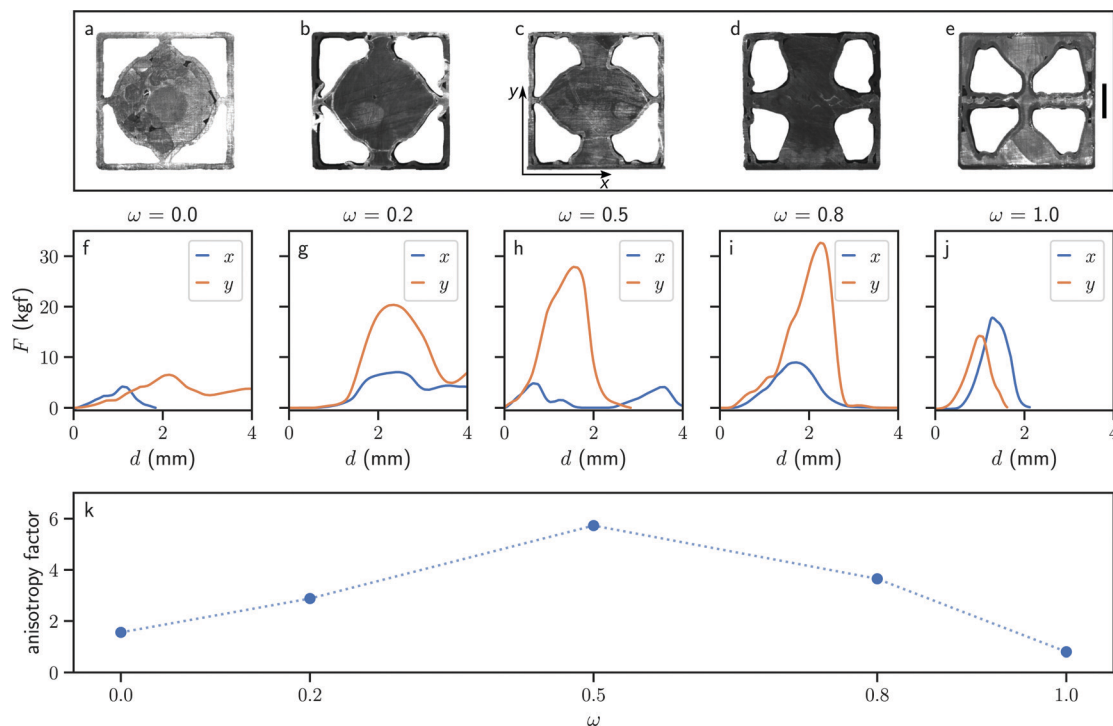 a b c d e
y
x
ω = 0.0 ω = 0.2 ω = 0.5 ω = 0.8 ω = 1.0
f x y g x y h x y i x y j x y
30
20
10
0
F (kgf)
0 2 4 0 2 4 0 2 4 0 2 4 0 2 4
d (mm) d (mm) d (mm) d (mm) d (mm)
k
6
4
2
0
anisotropy factor
0.0 0.2 0.5 0.8 1.0
ω